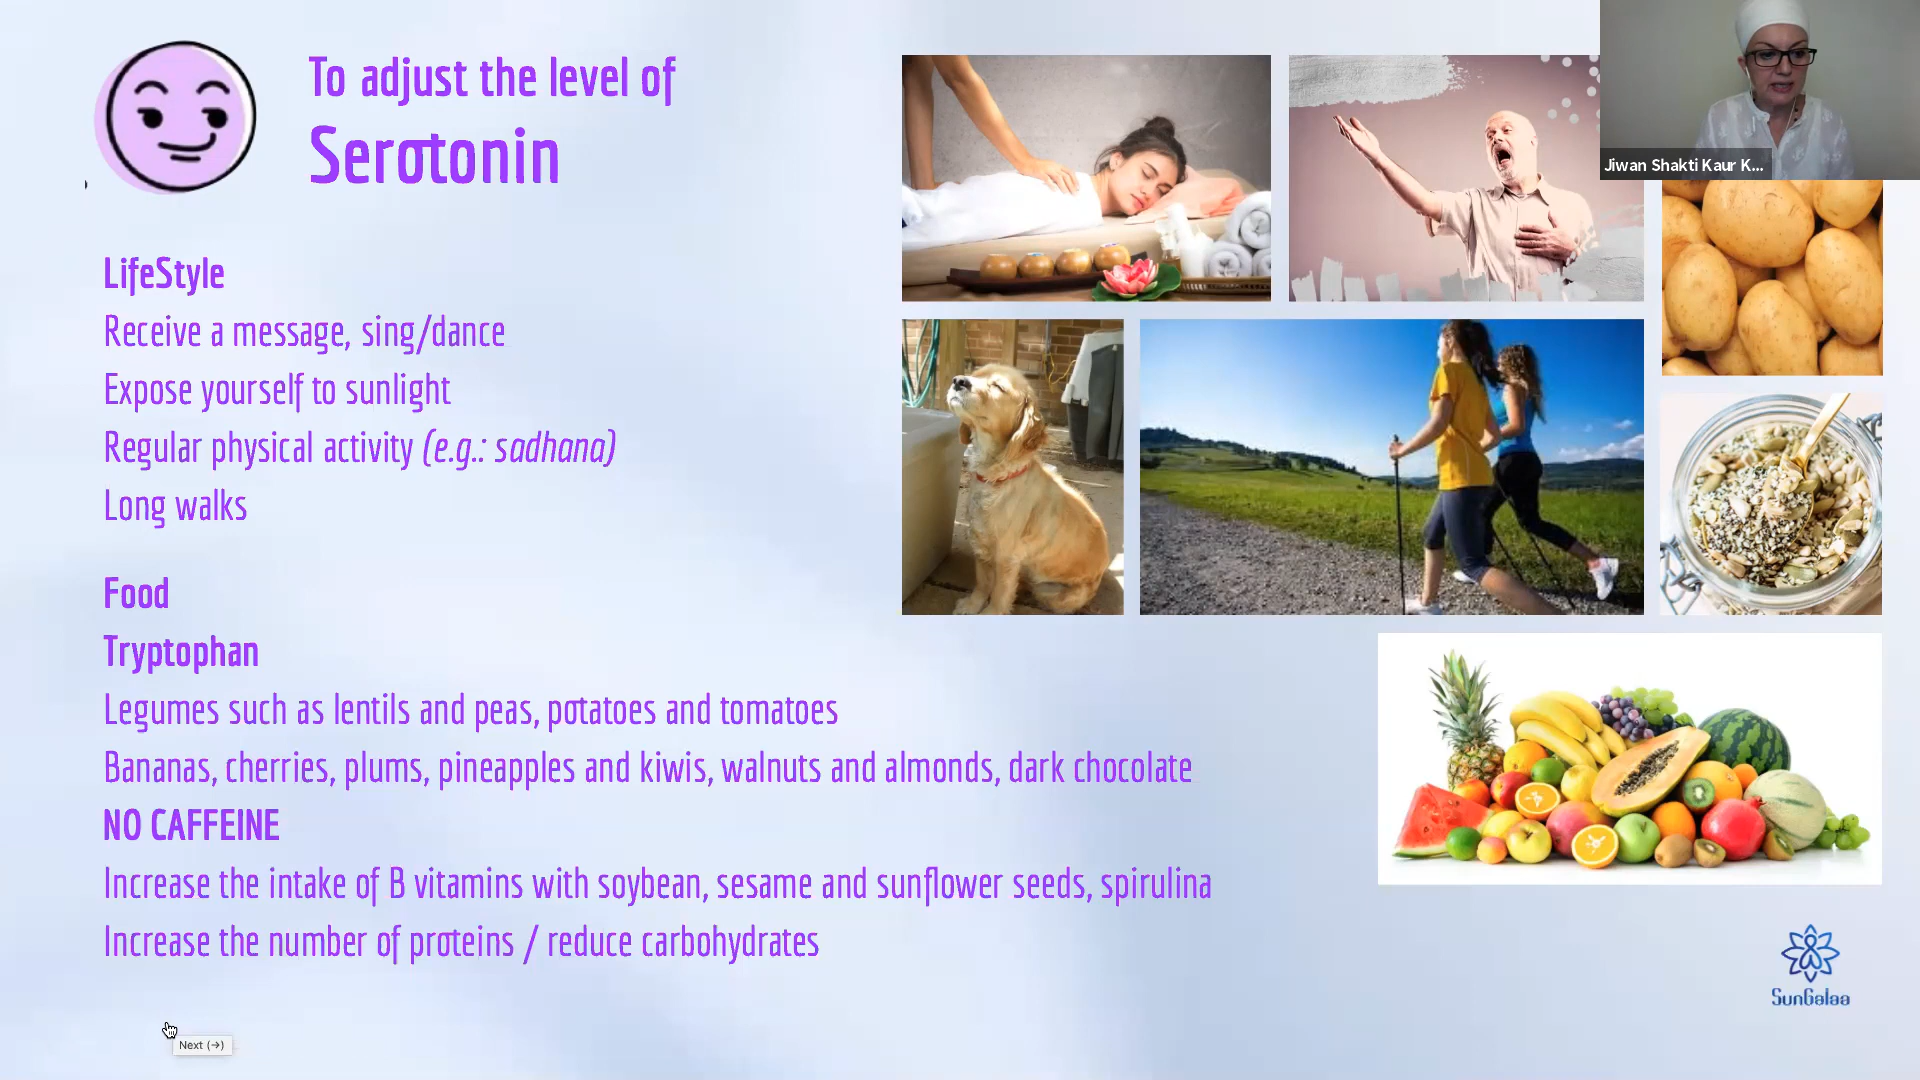 To adjust the level of
Serotonin
Jiwan Shakti Kaur K...
LifeStyle
Receive a message, sing/dance
Expose yourself to sunlight
Regular physical activity (e.g.: sadhana)
Long walks
Food
Tryptophan
Legumes such as lentils and peas, potatoes and tomatoes
Bananas, cherries, plums, pineapples and kiwis, walnuts and almonds, dark chocolate
NO CAFFEINE
Increase the intake of B vitamins with soybean, sesame and sunflower seeds, spirulina
Increase the number of proteins / reduce carbohydrates
SunGalaa
Next (→)